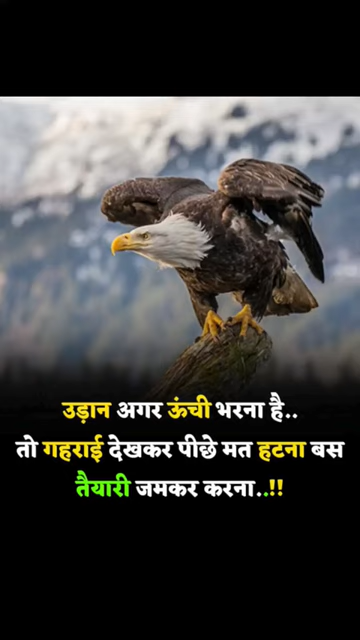 उड़ान अगर ऊंची भरना है..
तो गहराई देखकर पीछे मत हटना बस
तैयारी जमकर करना..!!